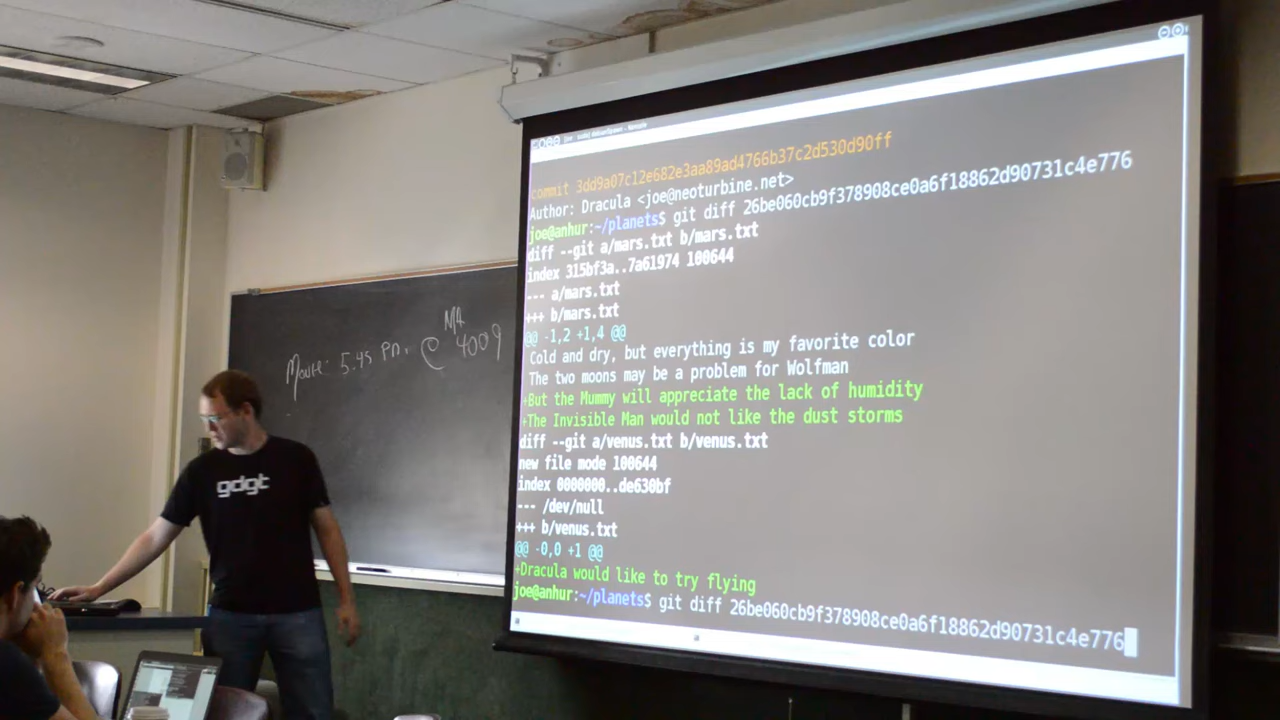 commit 3dd9a07c12e682e3aa89ad4766b37c2d530d90ff
Author: Dracula <joe@neoturbine.net>
joe@anhur:~/planets$ git diff 26be060cb9f378908ce0a6f18862d90731c4e776
diff --git a/mars.txt b/mars.txt
index 315bf3a..7a61974 100644
--- a/mars.txt
+++ b/mars.txt
@@ -1,2 +1,4 @@
Cold and dry, but everything is my favorite color
The two moons may be a problem for Wolfman
+But the Mummy will appreciate the lack of humidity
+The Invisible Man would not like the dust storms
diff --git a/venus.txt b/venus.txt
new file mode 100644
index 0000000..de630bf
--- /dev/null
+++ b/venus.txt
@@ -0,0 +1 @@
+Dracula would like to try flying
joe@anhur:~/planets$ git diff 26be060cb9f378908ce0a6f18862d90731c4e776
5:45 PM @ MA 4009
gdgt